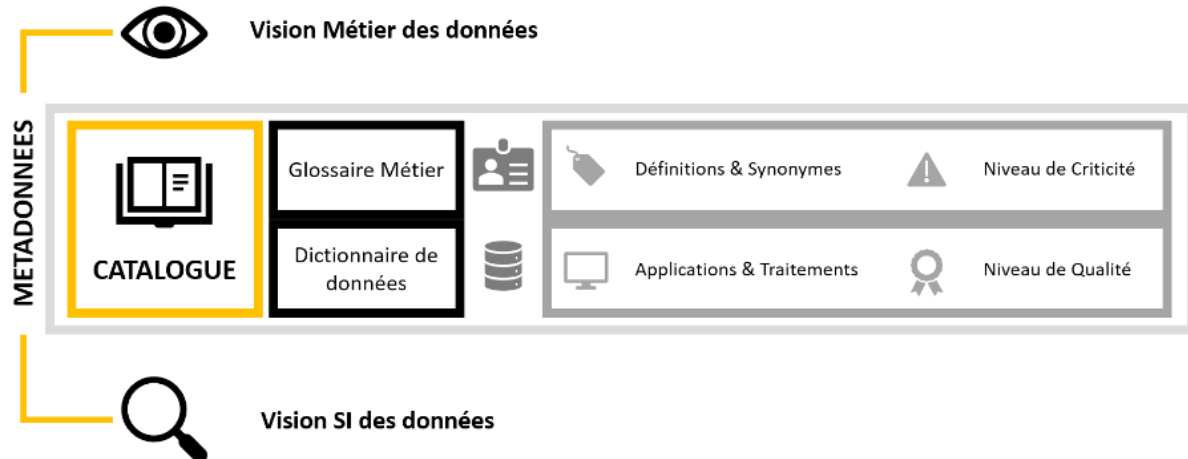 Vision Métier des données
METADONNEES
CATALOGUE
Glossaire Métier
Définitions & Synonymes
Niveau de Criticité
Dictionnaire de
données
Applications & Traitements
Niveau de Qualité
Vision SI des données